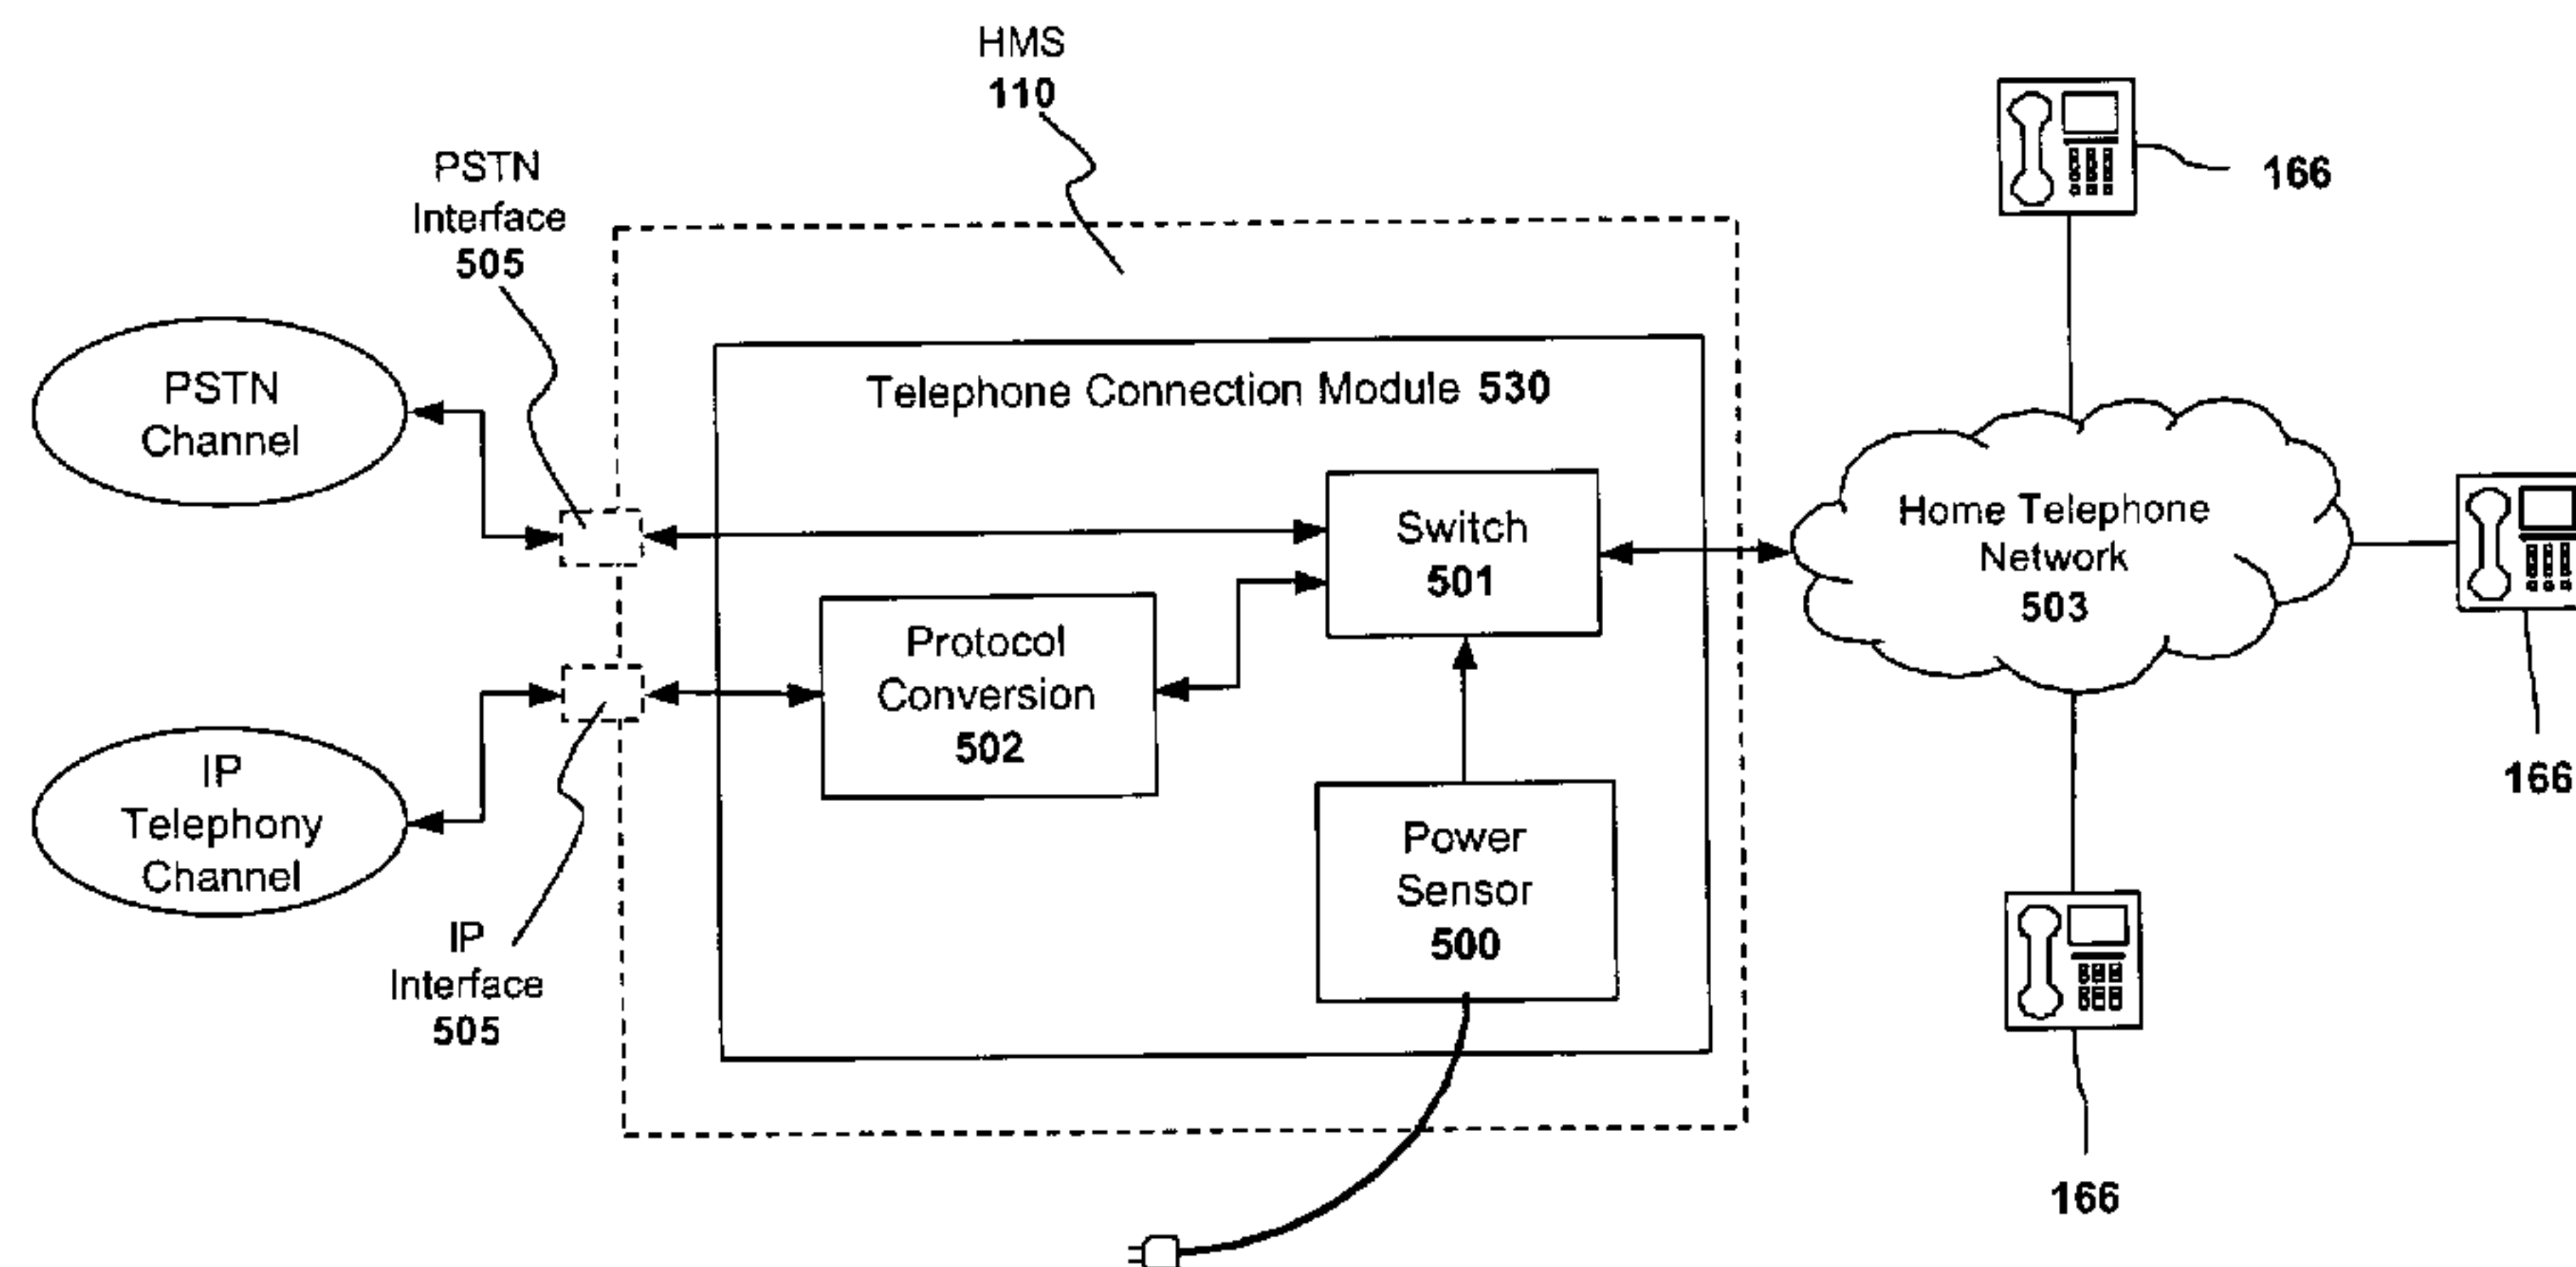 HMS
110
PSTN
Interface
505
166
PSTN
Channel
Telephone Connection Module 530
Switch
501
Home Telephone
Network
503
Protocol
Conversion
502
166
IP
Telephony
Channel
Power
Sensor
500
IP
Interface
505
166